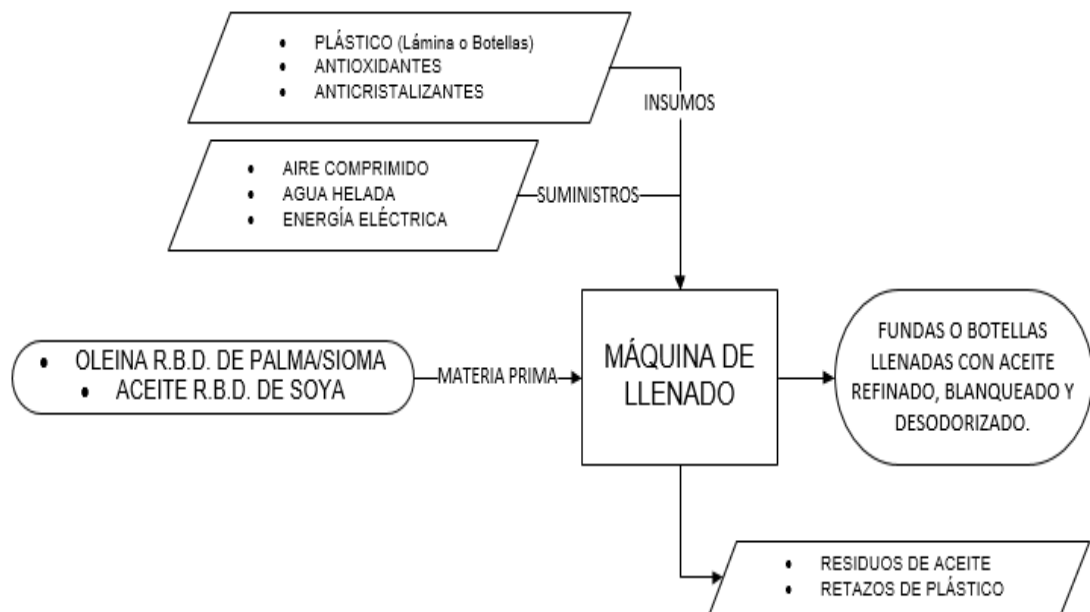 • PLÁSTICO (Lámina o Botellas)
• ANTIOXIDANTES
• ANTICRISTALIZANTES
INSUMOS
• AIRE COMPRIMIDO
• AGUA HELADA
• ENERGÍA ELÉCTRICA
SUMINISTROS
• OLEINA R.B.D. DE PALMA/SIOMA
• ACEITE R.B.D. DE SOYA
MATERIA PRIMA
MÁQUINA DE
LLENADO
FUNDAS O BOTELLAS
LLENADAS CON ACEITE
REFINADO, BLANQUEADO Y
DESODORIZADO.
• RESIDUOS DE ACEITE
• RETAZOS DE PLÁSTICO